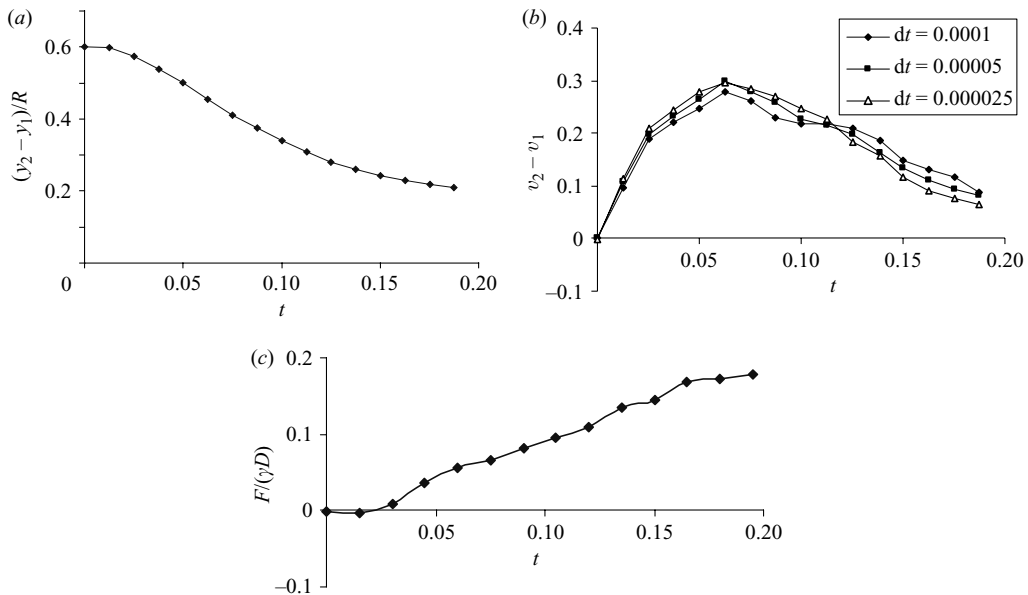 (a)
0.6
0.4
0.2
0
0.05
0.10
0.15
0.20
(y₂ – y₁)/R
t
(b)
0.4
0.3
0.2
0.1
0
–0.1
0.05
0.10
0.15
0.20
v₂ – v₁
t
dt = 0.0001
dt = 0.00005
dt = 0.000025
(c)
0.2
0.1
0
–0.1
0.05
0.10
0.15
0.20
F/(γD)
t